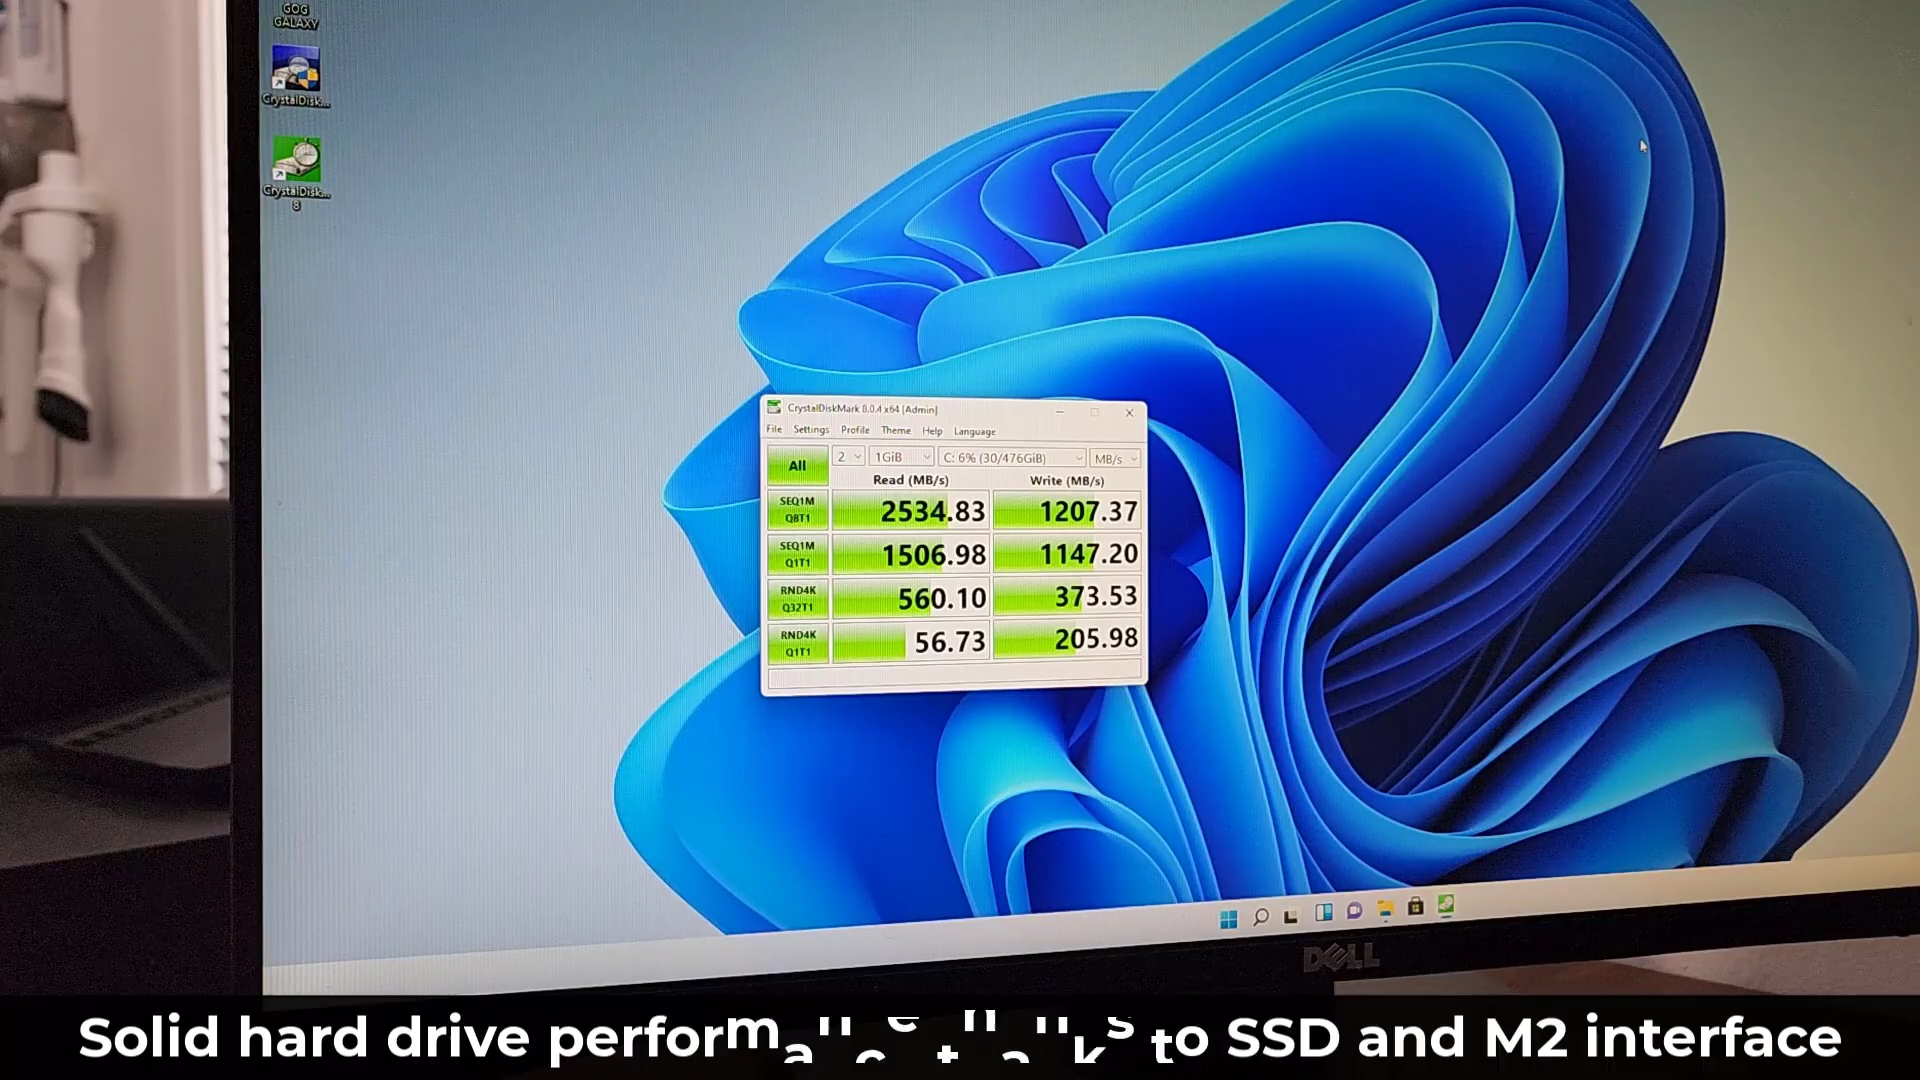 GOG
GALAXY
CrystalDisk...
CrystalDisk...
8
CrystalDiskMark 8.0.4 x64 [Admin]
File Settings Profile Theme Help Language
All 2 1GiB C: 6% (30/476GiB) MB/s
Read (MB/s) Write (MB/s)
SEQ1M
Q8T1 2534.83 1207.37
SEQ1M
Q1T1 1506.98 1147.20
RND4K
Q32T1 560.10 373.53
RND4K
Q1T1 56.73 205.98
DELL
Solid hard drive performance thanks to SSD and M2 interface